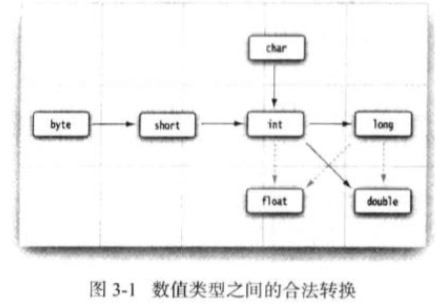 char
byte
short
int
long
float
double
图 3-1 数值类型之间的合法转换